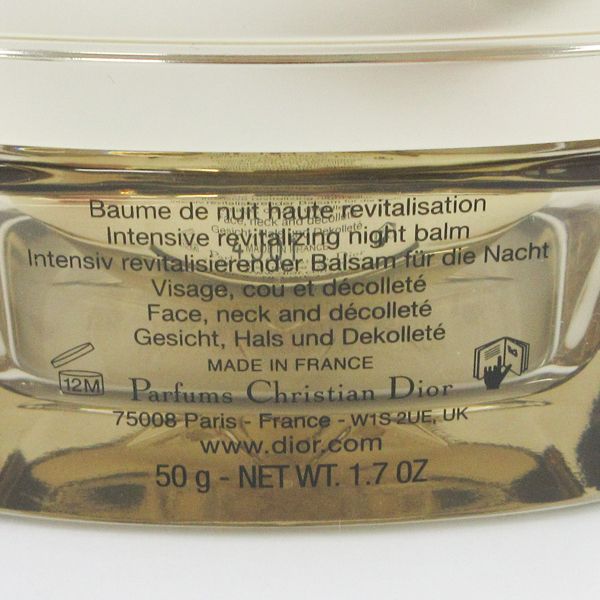 Baume de nuit haute revitalisation
Intensive revitalizing night balm
Intensiv revitalisierender Balsam für die Nacht
Visage, cou et décolleté
Face, neck and décolleté
Gesicht, Hals und Dekolleté
MADE IN FRANCE
12M
Parfums Christian Dior
75008 Paris - France - W1S 2UE, UK
www.dior.com
50 g - NET WT. 1.7 OZ